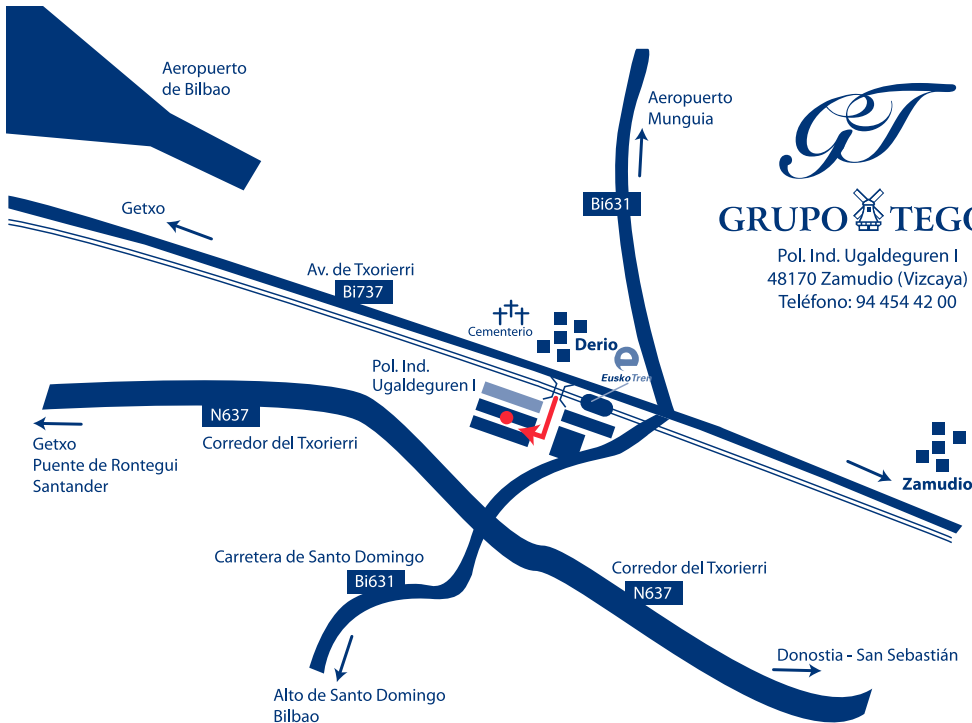 Aeropuerto
de Bilbao
Aeropuerto
Munguia
GT
Bi631
Getxo
GRUPO TEGO
Pol. Ind. Ugaldeguren I
48170 Zamudio (Vizcaya)
Teléfono: 94 454 42 00
Av. de Txorierri
Bi737
Cementerio
Derio
e
EuskoTren
Pol. Ind.
Ugaldeguren I
N637
Corredor del Txorierri
Getxo
Puente de Rontegui
Santander
Zamudio
Carretera de Santo Domingo
Bi631
Corredor del Txorierri
N637
Donostia - San Sebastián
Alto de Santo Domingo
Bilbao